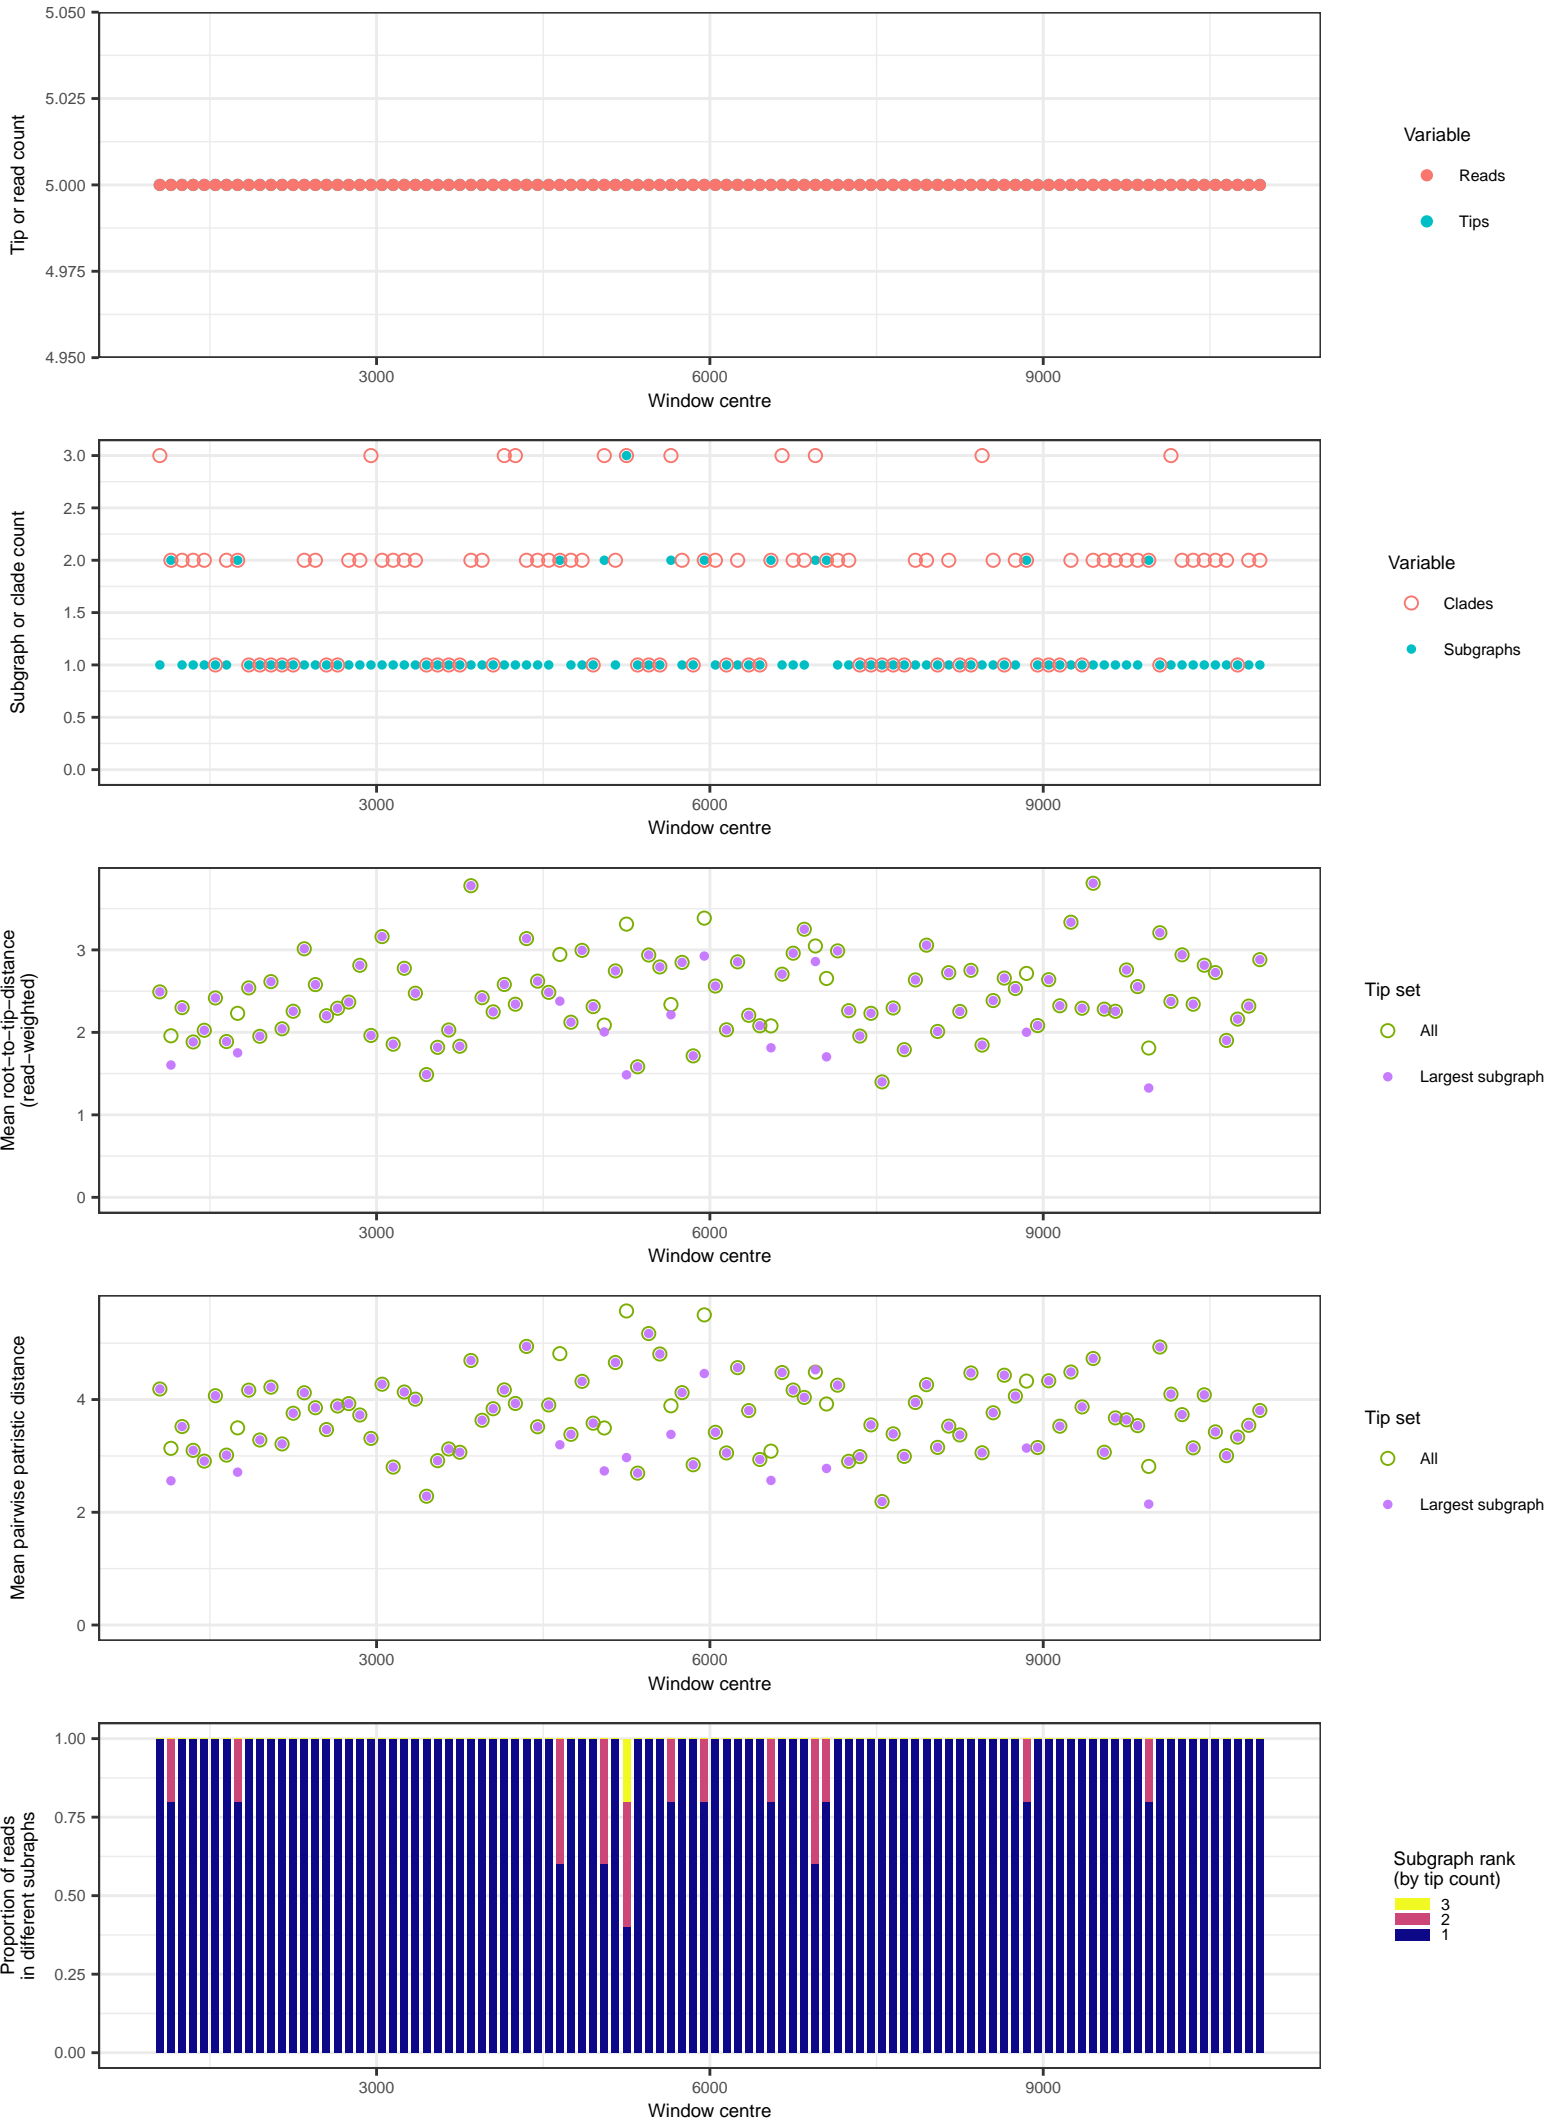 5.050
5.025
5.000
4.975
4.950
Tip or read count
3000 6000 9000
Window centre
Variable
Reads
Tips
3.0
2.5
2.0
1.5
1.0
0.5
0.0
Subgraph or clade count
3000 6000 9000
Window centre
Variable
Clades
Subgraphs
3
2
1
0
Mean root−to−tip−distance
(read−weighted)
3000 6000 9000
Window centre
Tip set
All
Largest subgraph
4
2
0
Mean pairwise patristic distance
3000 6000 9000
Window centre
Tip set
All
Largest subgraph
1.00
0.75
0.50
0.25
0.00
Proportion of reads
in different subraphs
3000 6000 9000
Window centre
Subgraph rank
(by tip count)
3
2
1